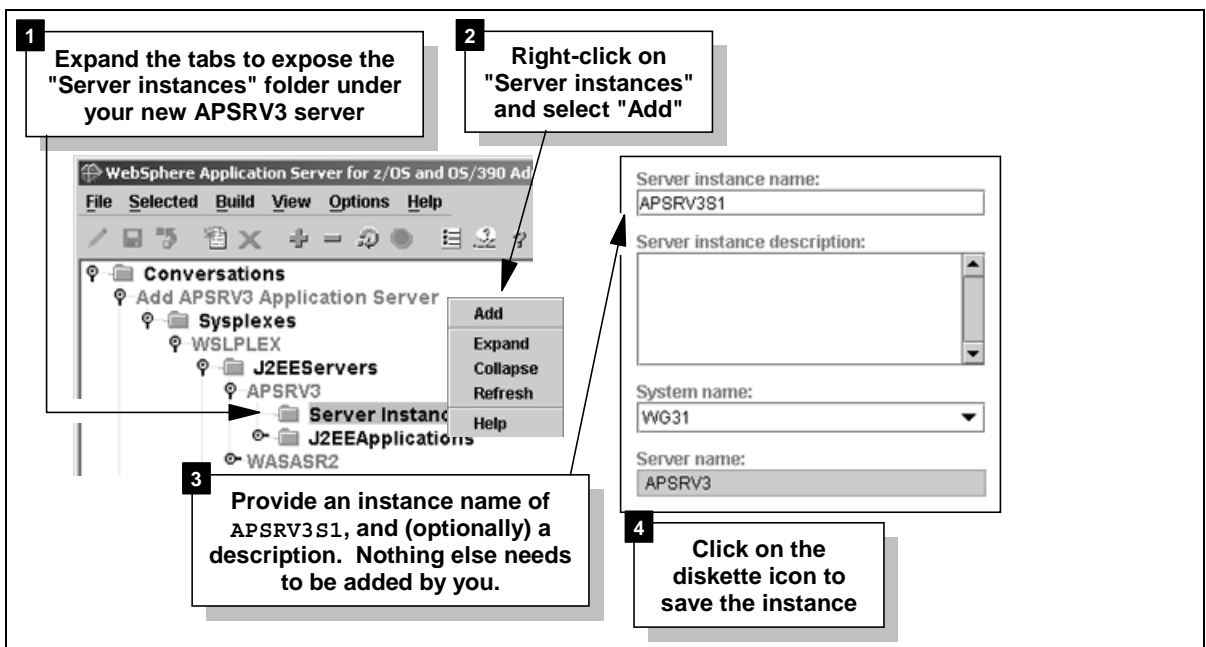 1
Expand the tabs to expose the
"Server instances" folder under
your new APSRV3 server
2
Right-click on
"Server instances"
and select "Add"
WebSphere Application Server for z/OS and OS/390 Ad
File Selected Build View Options Help
Conversations
Add APSRV3 Application Server
Sysplexes
WSLPLEX
J2EEServers
APSRV3
Server Instanc
J2EEApplications
WASASR2
Add
Expand
Collapse
Refresh
Help
3
Provide an instance name of
APSRV3S1, and (optionally) a
description. Nothing else needs
to be added by you.
Server instance name:
APSRV3S1
Server instance description:
System name:
WG31
Server name:
APSRV3
4
Click on the
diskette icon to
save the instance